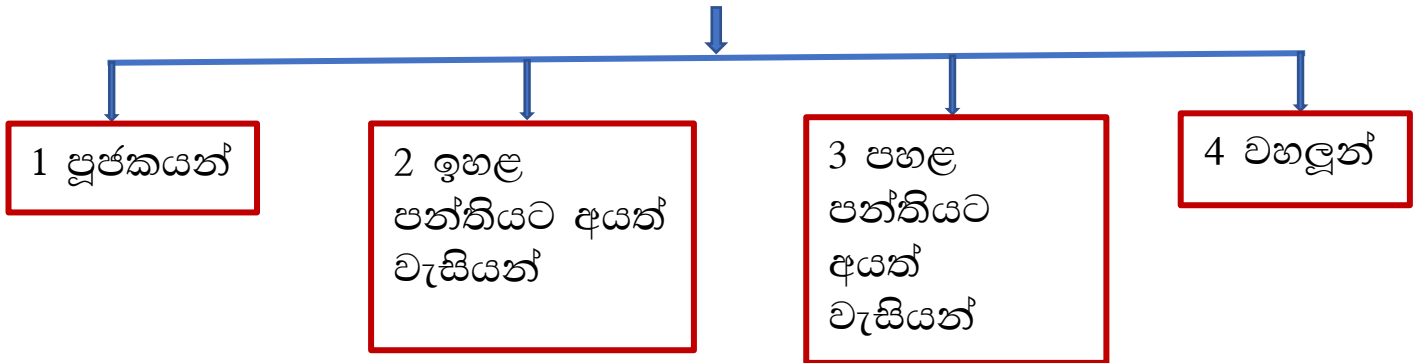 1 පූජකයන්
2 ඉහළ
පන්තියට අයත්
වැසියන්
3 පහළ
පන්තියට
අයත්
වැසියන්
4 වහලූන්